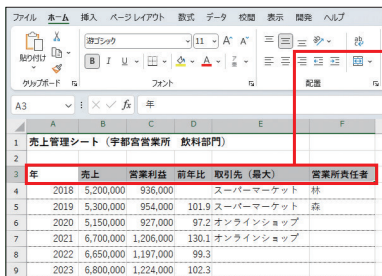 ファイル ホーム 挿入 ページ レイアウト 数式 データ 校閲 表示 開発 ヘルプ
貼り付け 游ゴシック 11 A^ A˅
B I U A
クリップボード フォント 配置
A3 fx 年
A B C D E F
1 売上管理シート（宇都宮営業所 飲料部門）
2
3 年 売上 営業利益 前年比 取引先（最大） 営業所責任者
4 2018 5,200,000 936,000 スーパーマーケット 林
5 2019 5,300,000 954,000 101.9 スーパーマーケット 森
6 2020 5,150,000 927,000 97.2 オンラインショップ
7 2021 6,700,000 1,206,000 130.1 オンラインショップ
8 2022 6,650,000 1,197,000 99.3
9 2023 6,800,000 1,224,000 102.3